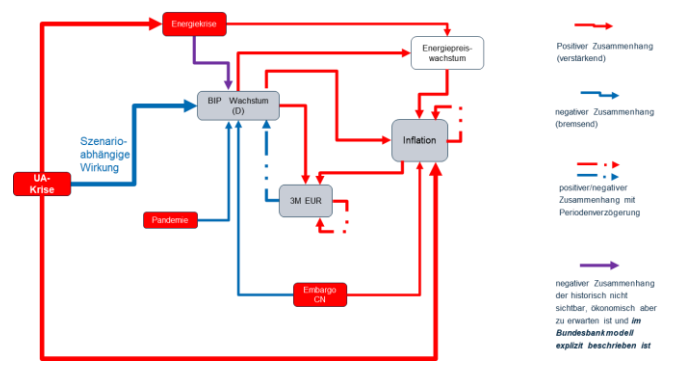 Energiekrise
Energiepreis-
wachstum
BIP Wachstum
(D)
Inflation
Szenario-
abhängige
Wirkung
UA-
Krise
3M EUR
Pandemie
Embargo
CN
Positiver Zusammenhang
(verstärkend)
negativer Zusammenhang
(bremsend)
positiver/negativer
Zusammenhang mit
Periodenverzögerung
negativer Zusammenhang
der historisch nicht
sichtbar, ökonomisch aber
zu erwarten ist und im
Bundesbankmodell
explizit beschrieben ist